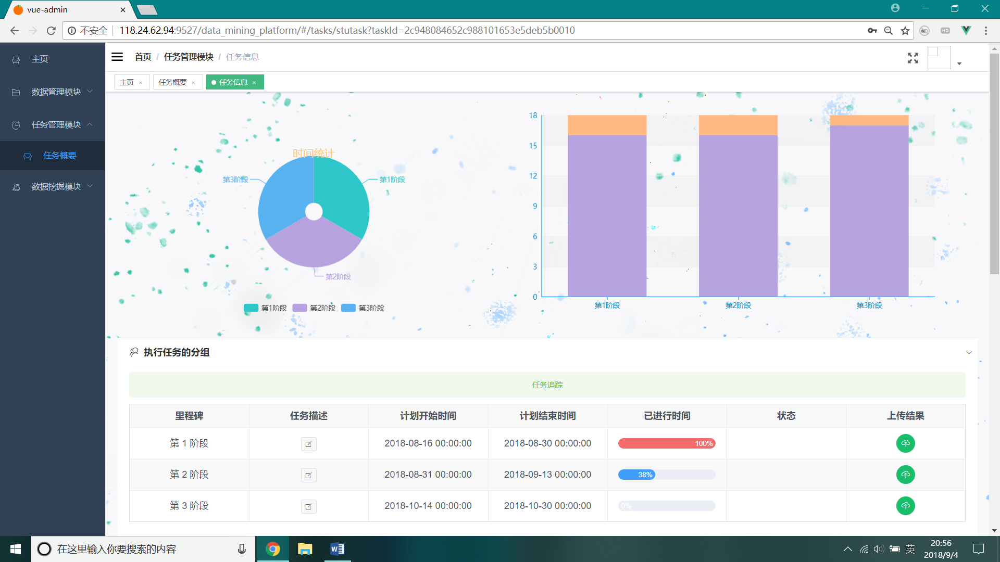 vue-admin
不安全 118.24.62.94:9527/data_mining_platform/#/tasks/stutask?taskId=2c948084652c988101653e5deb5b0010
HD
主页
数据管理模块
任务管理模块
任务概要
数据挖掘模块
首页 / 任务管理模块 / 任务信息
主页 × 任务概要 × 任务信息 ×
时间统计
第3阶段
第1阶段
第2阶段
第1阶段 第2阶段 第3阶段
18
15
12
9
6
3
0
第1阶段 第2阶段 第3阶段
执行任务的分组
任务追踪
里程碑 任务描述 计划开始时间 计划结束时间 已进行时间 状态 上传结果
第 1 阶段 2018-08-16 00:00:00 2018-08-30 00:00:00 100%
第 2 阶段 2018-08-31 00:00:00 2018-09-13 00:00:00 38%
第 3 阶段 2018-10-14 00:00:00 2018-10-30 00:00:00 0%
在这里输入你要搜索的内容
英
20:56
2018/9/4